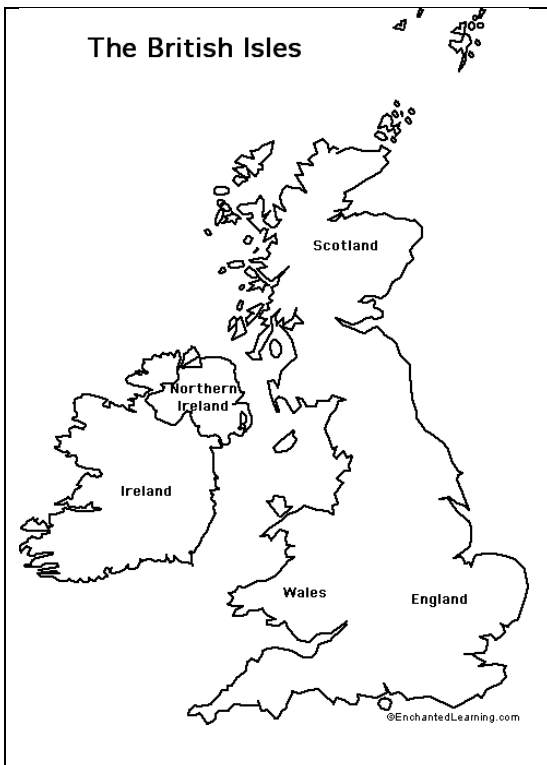 The British Isles
Scotland
Northern
Ireland
Ireland
Wales
England
©EnchantedLearning.com